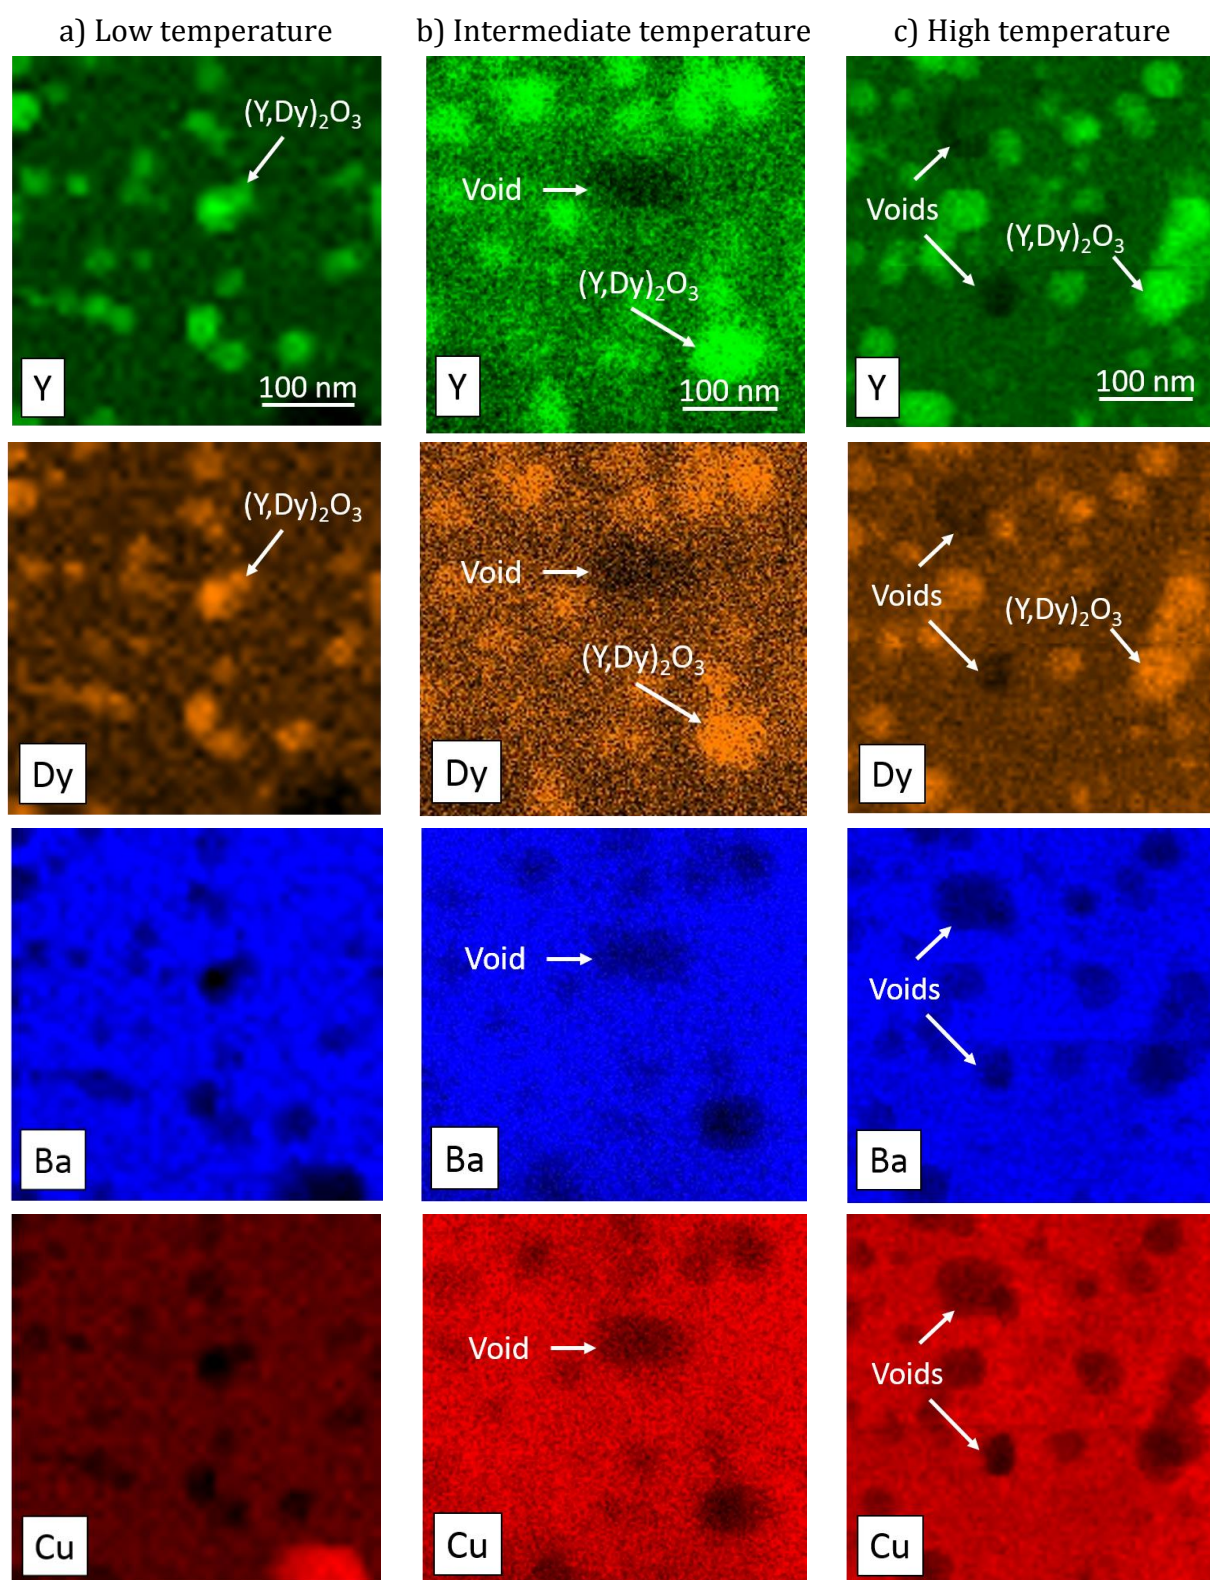 a) Low temperature
b) Intermediate temperature
c) High temperature
(Y,Dy)₂O₃
Y
100 nm
Void
(Y,Dy)₂O₃
Y
100 nm
Voids
(Y,Dy)₂O₃
Y
100 nm
(Y,Dy)₂O₃
Dy
Void
(Y,Dy)₂O₃
Dy
Voids
(Y,Dy)₂O₃
Dy
Ba
Void
Ba
Voids
Ba
Cu
Void
Cu
Voids
Cu